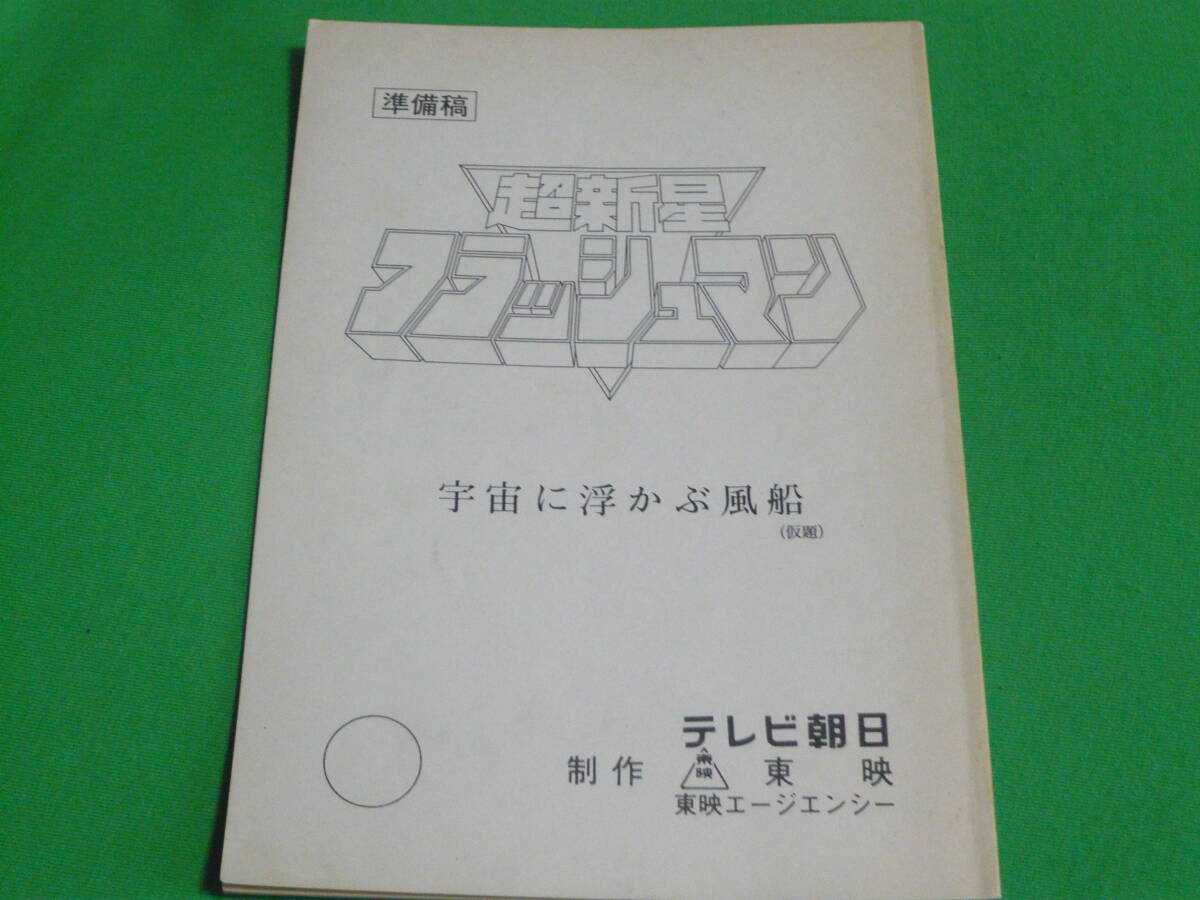 準備稿
超新星
フラッシュマン
宇宙に浮かぶ風船
(仮題)
テレビ朝日
制作 東映 東映
東映エージエンシー